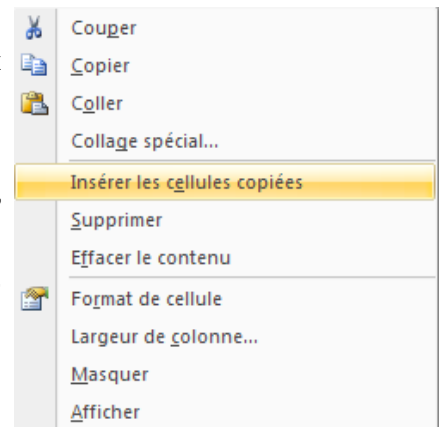 Couper
Copier
Coller
Collage spécial...
Insérer les cellules copiées
Supprimer
Effacer le contenu
Format de cellule
Largeur de colonne...
Masquer
Afficher